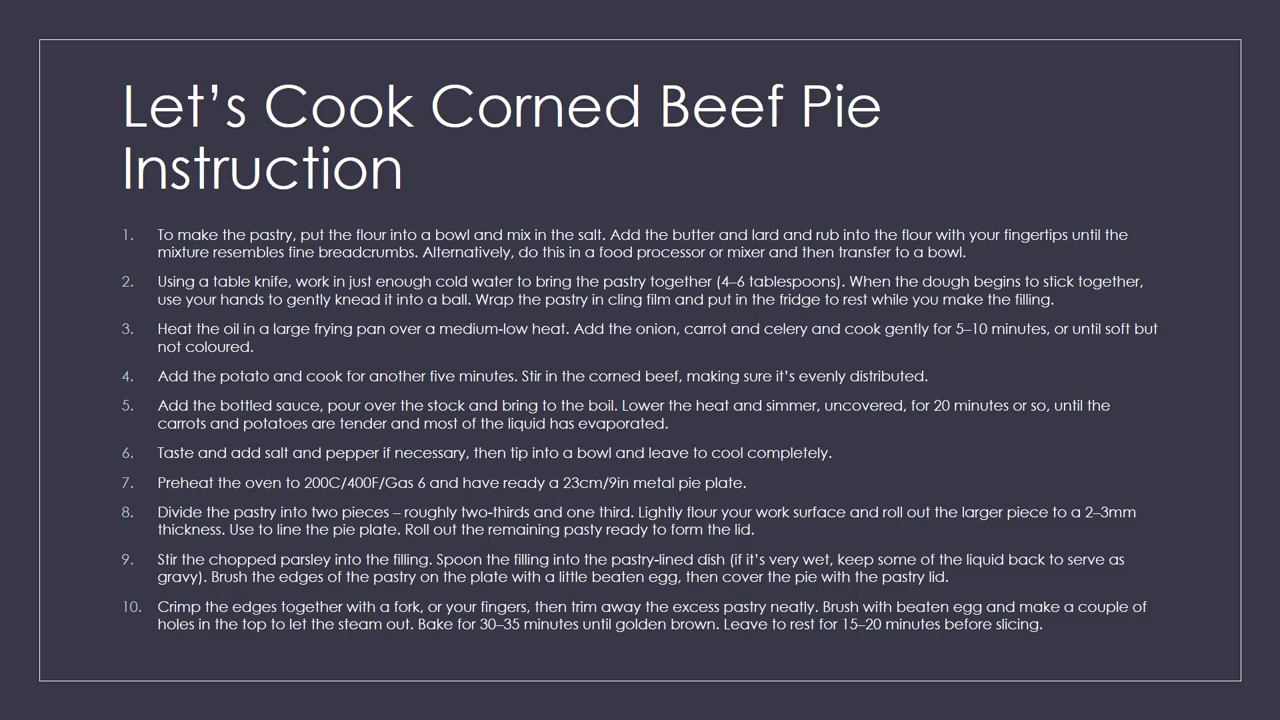 Let's Cook Corned Beef Pie
Instruction
1. To make the pastry, put the flour into a bowl and mix in the salt. Add the butter and lard and rub into the flour with your fingertips until the
mixture resembles fine breadcrumbs. Alternatively, do this in a food processor or mixer and then transfer to a bowl.
2. Using a table knife, work in just enough cold water to bring the pastry together (4–6 tablespoons). When the dough begins to stick together,
use your hands to gently knead it into a ball. Wrap the pastry in cling film and put in the fridge to rest while you make the filling.
3. Heat the oil in a large frying pan over a medium-low heat. Add the onion, carrot and celery and cook gently for 5–10 minutes, or until soft but
not coloured.
4. Add the potato and cook for another five minutes. Stir in the corned beef, making sure it's evenly distributed.
5. Add the bottled sauce, pour over the stock and bring to the boil. Lower the heat and simmer, uncovered, for 20 minutes or so, until the
carrots and potatoes are tender and most of the liquid has evaporated.
6. Taste and add salt and pepper if necessary, then tip into a bowl and leave to cool completely.
7. Preheat the oven to 200C/400F/Gas 6 and have ready a 23cm/9in metal pie plate.
8. Divide the pastry into two pieces – roughly two-thirds and one third. Lightly flour your work surface and roll out the larger piece to a 2–3mm
thickness. Use to line the pie plate. Roll out the remaining pasty ready to form the lid.
9. Stir the chopped parsley into the filling. Spoon the filling into the pastry-lined dish (if it's very wet, keep some of the liquid back to serve as
gravy). Brush the edges of the pastry on the plate with a little beaten egg, then cover the pie with the pastry lid.
10. Crimp the edges together with a fork, or your fingers, then trim away the excess pastry neatly. Brush with beaten egg and make a couple of
holes in the top to let the steam out. Bake for 30–35 minutes until golden brown. Leave to rest for 15–20 minutes before slicing.